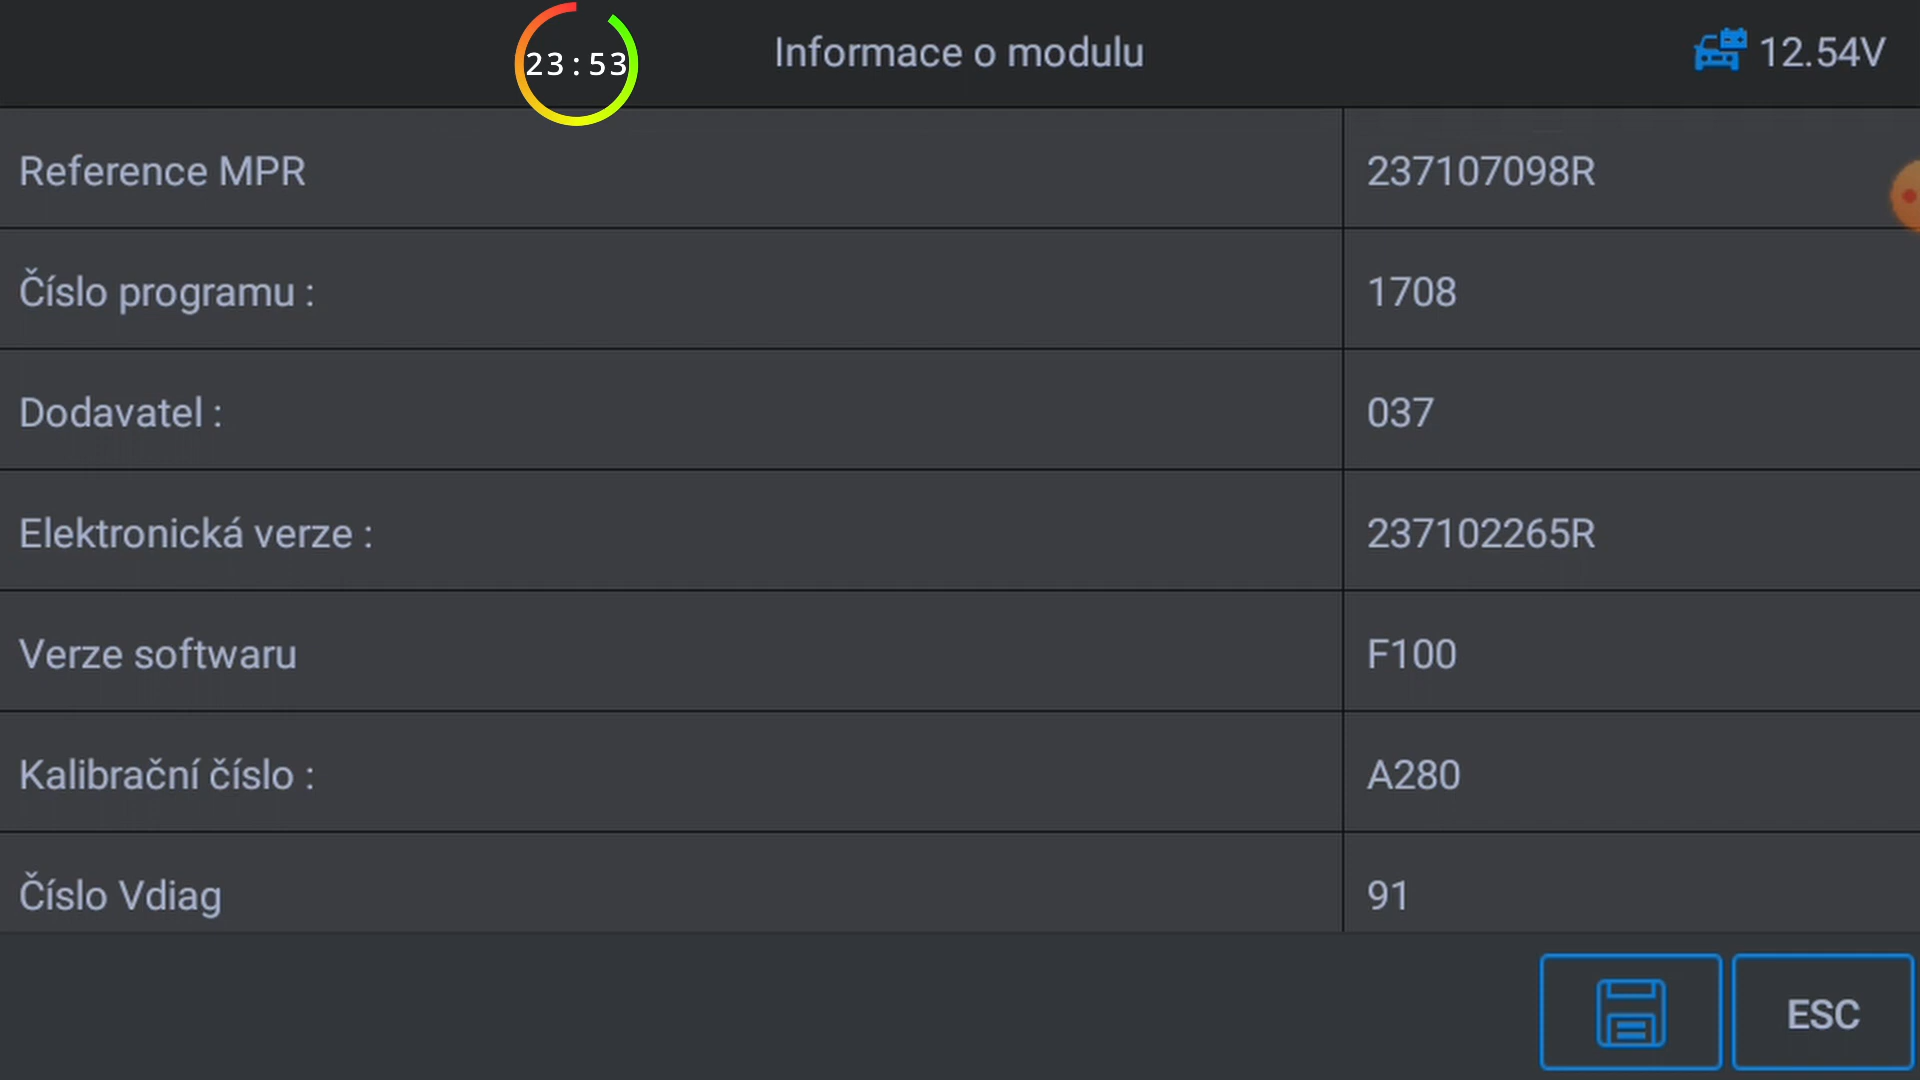 23:53
Informace o modulu
12.54V
Reference MPR 237107098R
Číslo programu : 1708
Dodavatel : 037
Elektronická verze : 237102265R
Verze softwaru F100
Kalibrační číslo : A280
Číslo Vdiag 91
ESC